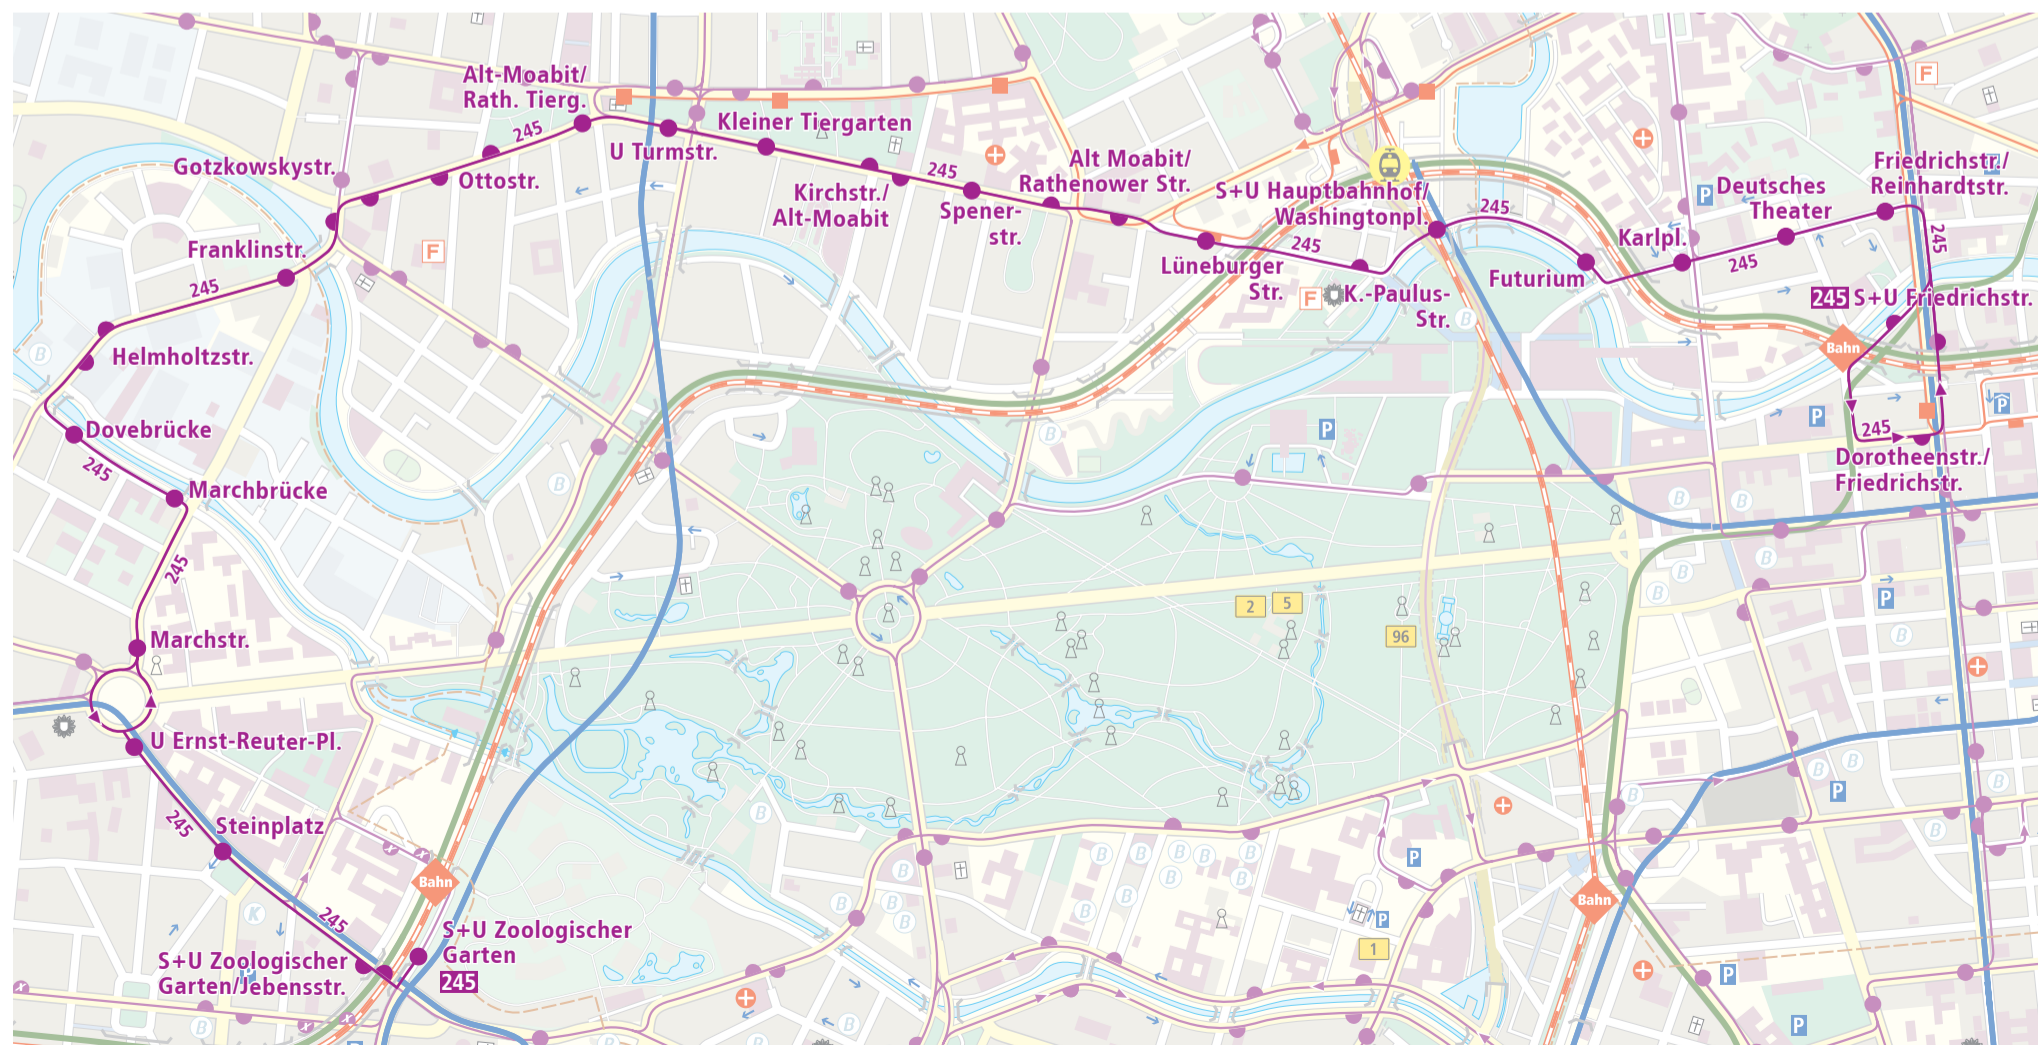 Alt-Moabit/
Rath. Tierg.
245
Kleiner Tiergarten
U Turmstr.
Gotzkowskystr.
Ottostr.
Kirchstr./
Alt-Moabit
245
Spener-
str.
Alt Moabit/
Rathenower Str.
S+U Hauptbahnhof/
Washingtonpl.
245
Friedrichstr./
Reinhardtstr.
Deutsches
Theater
Karlpl.
245
245
P
F
F
Franklinstr.
245
Lüneburger
Str.
245
F
K.-Paulus-
Str.
B
Futurium
245 S+U Friedrichstr.
Bahn
B
Helmholtzstr.
Dovebrücke
245
B
P
P
P
245
Dorotheenstr./
Friedrichstr.
Marchbrücke
B
B
B
245
B
B
2
5
96
P
B
Marchstr.
U Ernst-Reuter-Pl.
245
Steinplatz
B
B
B
B
B
P
Bahn
B
B
B
B
B
B
B
P
Bahn
K
245
S+U Zoologischer
Garten
245
S+U Zoologischer
Garten/Jebensstr.
P
B
B
B
B
B
P
1
P
P
B
B
B